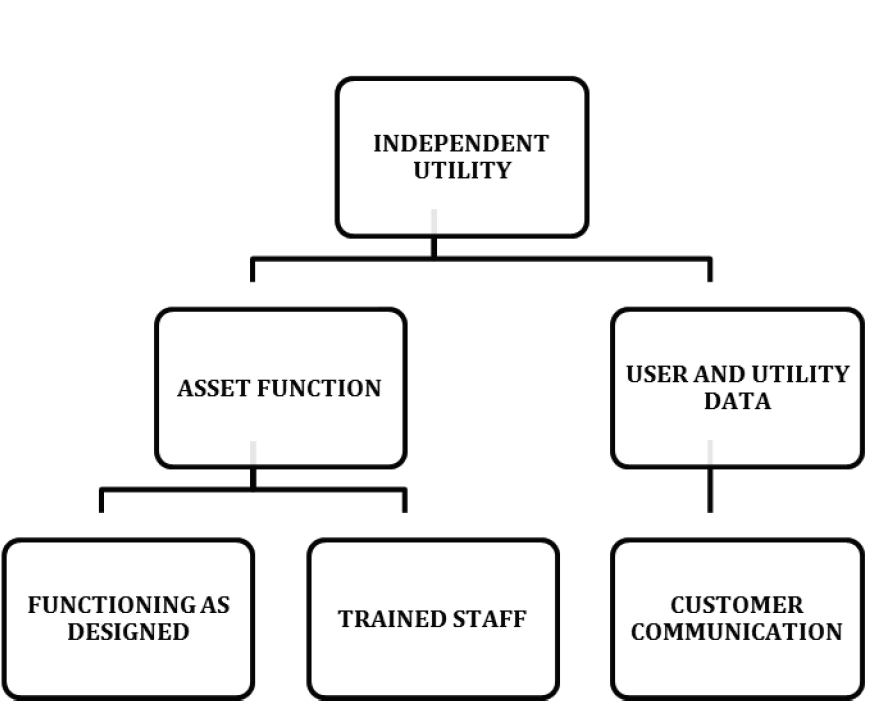 INDEPENDENT
UTILITY
ASSET FUNCTION
USER AND UTILITY
DATA
FUNCTIONING AS
DESIGNED
TRAINED STAFF
CUSTOMER
COMMUNICATION